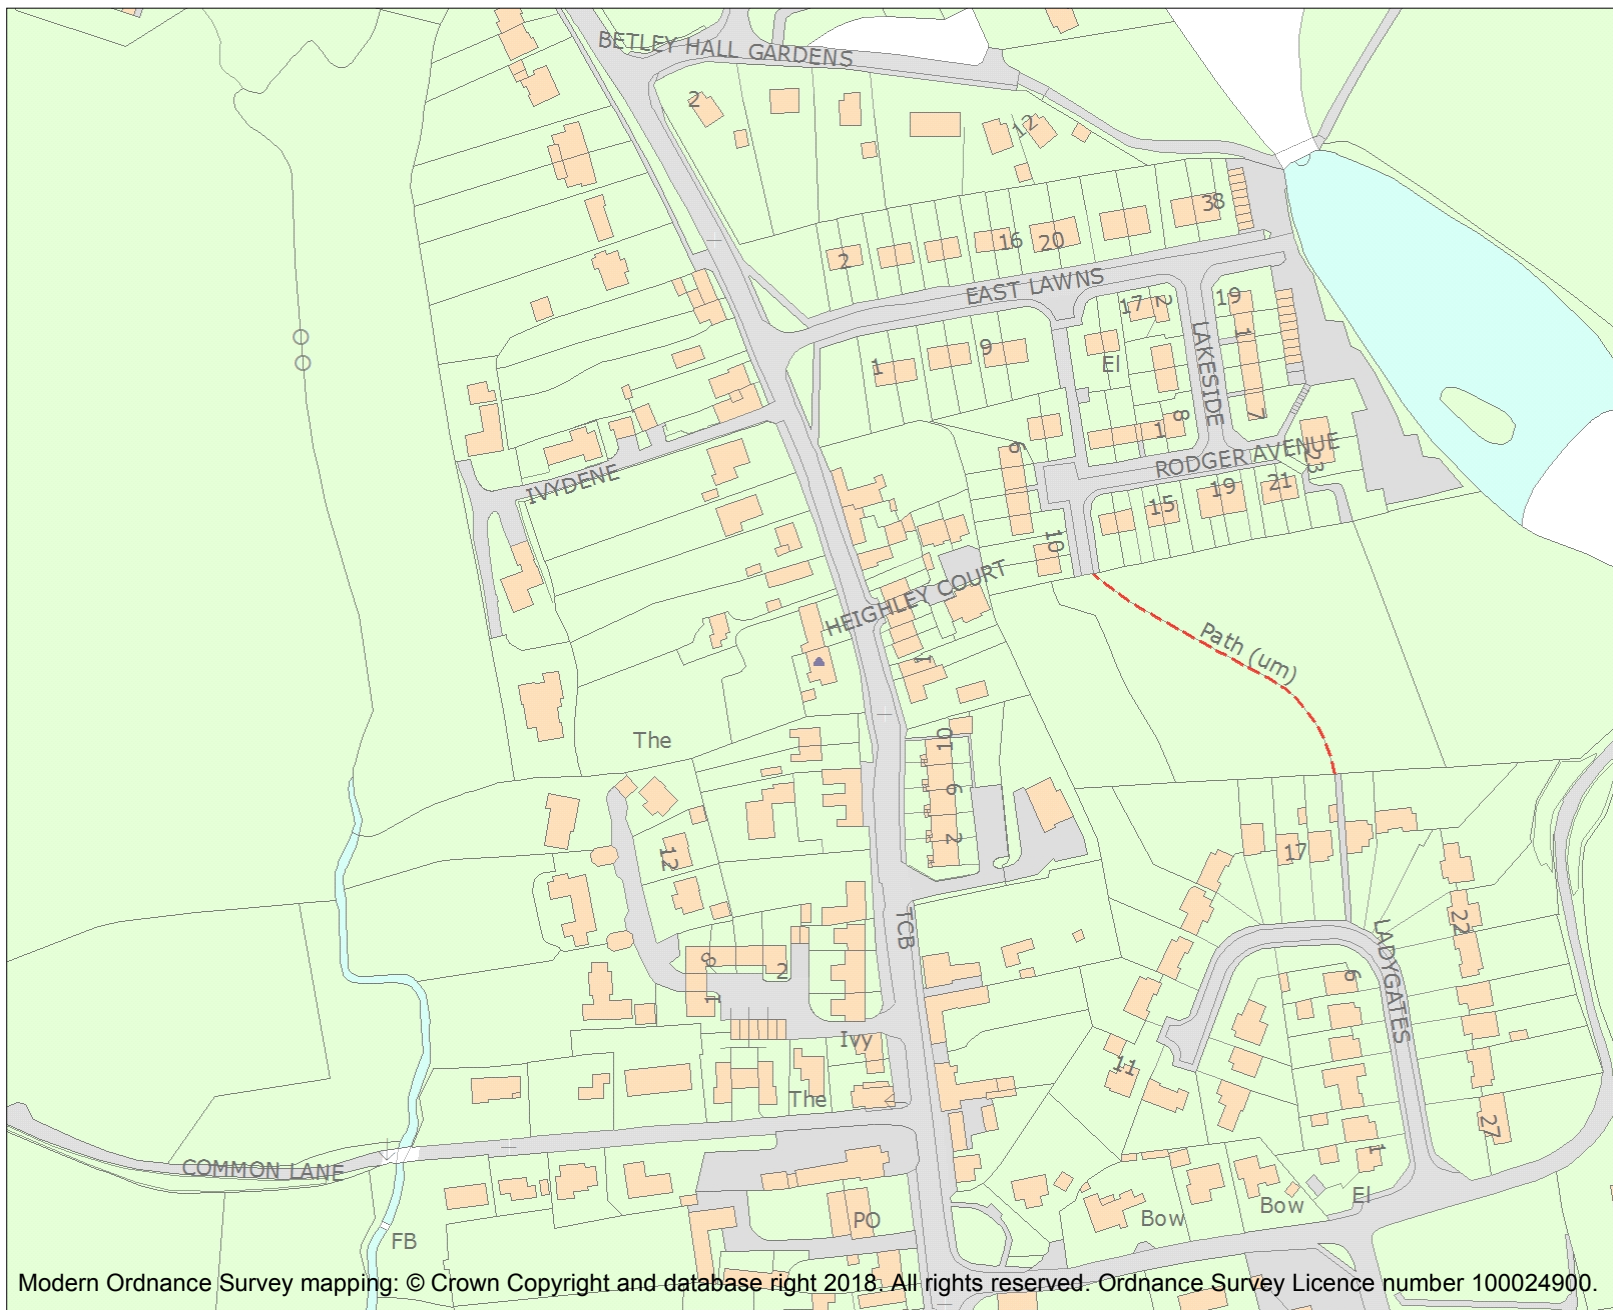 BETLEY HALL GARDENS
2
12
38
2
16
20
EAST LAWNS
17
2
19
1
1
9
El
LAKESIDE
8
1
7
9
RODGER AVENUE
23
IVYDENE
15
19
21
10
HEIGHLEY COURT
1
Path (um)
The
10
6
2
12
17
TCB
22
LADYGATES
8
2
1
6
Ivy
11
The
27
1
COMMON LANE
El
Bow
Bow
PO
FB
Modern Ordnance Survey mapping: © Crown Copyright and database right 2018. All rights reserved. Ordnance Survey Licence number 100024900.